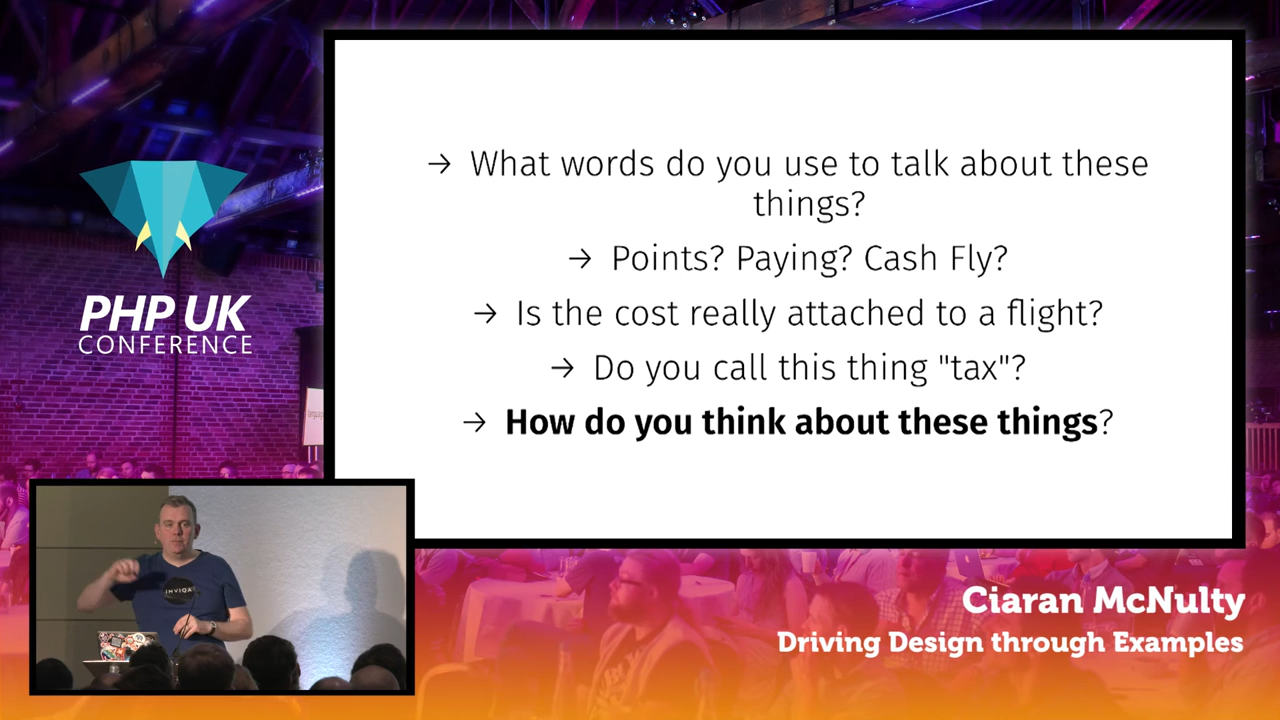 → What words do you use to talk about these
things?
→ Points? Paying? Cash Fly?
→ Is the cost really attached to a flight?
→ Do you call this thing "tax"?
→ How do you think about these things?
PHP UK
CONFERENCE
INVIQA
Ciaran McNulty
Driving Design through Examples